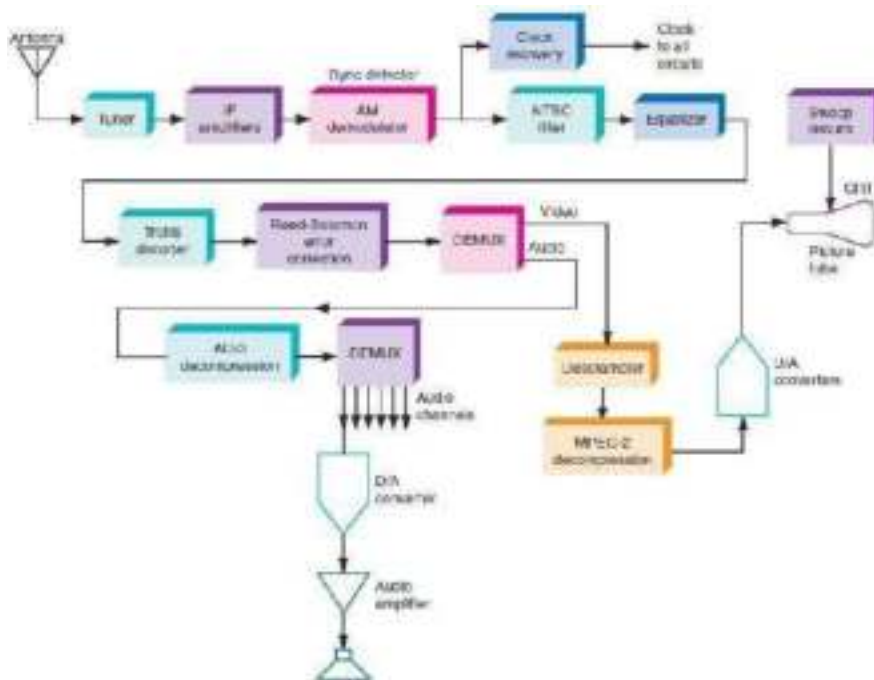 Antenna
Clock
recovery
Clock
to all
circuits
Sync detector
Tuner
IF
amplifiers
AM
demodulator
NTSC
filter
Equalizer
Sweep
circuits
CRT
Picture
tube
Trellis
decoder
Reed-Solomon
error
correction
DEMUX
Video
Audio
decompression
DEMUX
Audio
channels
Descrambler
MPEG-2
decompression
D/A
converters
D/A
converter
Audio
amplifier